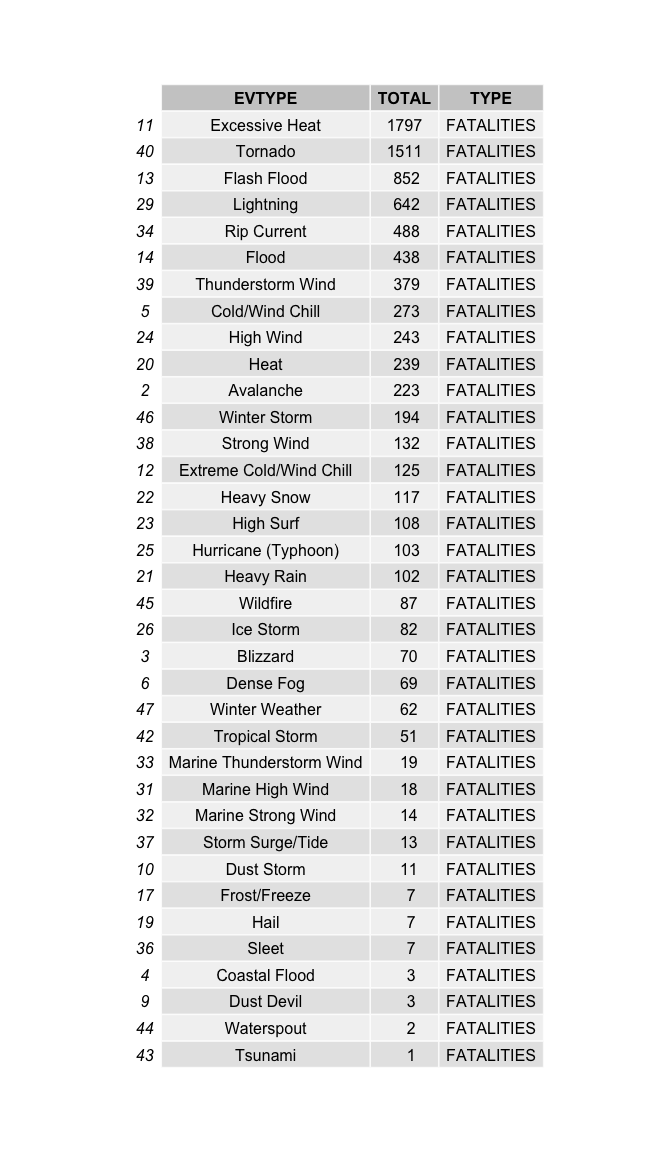 EVTYPE TOTAL TYPE
11 Excessive Heat 1797 FATALITIES
40 Tornado 1511 FATALITIES
13 Flash Flood 852 FATALITIES
29 Lightning 642 FATALITIES
34 Rip Current 488 FATALITIES
14 Flood 438 FATALITIES
39 Thunderstorm Wind 379 FATALITIES
5 Cold/Wind Chill 273 FATALITIES
24 High Wind 243 FATALITIES
20 Heat 239 FATALITIES
2 Avalanche 223 FATALITIES
46 Winter Storm 194 FATALITIES
38 Strong Wind 132 FATALITIES
12 Extreme Cold/Wind Chill 125 FATALITIES
22 Heavy Snow 117 FATALITIES
23 High Surf 108 FATALITIES
25 Hurricane (Typhoon) 103 FATALITIES
21 Heavy Rain 102 FATALITIES
45 Wildfire 87 FATALITIES
26 Ice Storm 82 FATALITIES
3 Blizzard 70 FATALITIES
6 Dense Fog 69 FATALITIES
47 Winter Weather 62 FATALITIES
42 Tropical Storm 51 FATALITIES
33 Marine Thunderstorm Wind 19 FATALITIES
31 Marine High Wind 18 FATALITIES
32 Marine Strong Wind 14 FATALITIES
37 Storm Surge/Tide 13 FATALITIES
10 Dust Storm 11 FATALITIES
17 Frost/Freeze 7 FATALITIES
19 Hail 7 FATALITIES
36 Sleet 7 FATALITIES
4 Coastal Flood 3 FATALITIES
9 Dust Devil 3 FATALITIES
44 Waterspout 2 FATALITIES
43 Tsunami 1 FATALITIES